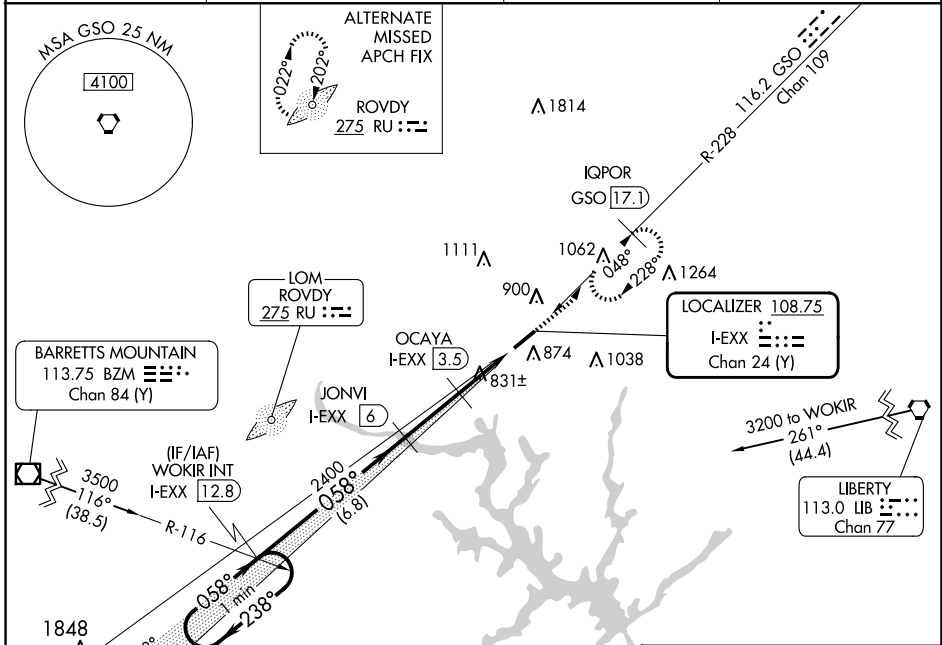 MSA GSO 25 NM
4100
ALTERNATE
MISSED
APCH FIX
022°
202°
ROVDY
275 RU
1814
116.2 GSO
Chan 109
R-228
IQPOR
GSO 17.1
1111
1062
048°
228°
1264
900
LOM
ROVDY
275 RU
LOCALIZER 108.75
I-EXX
Chan 24 (Y)
OCAYA
I-EXX 3.5
874
1038
831±
BARRETTS MOUNTAIN
113.75 BZM
Chan 84 (Y)
JONVI
I-EXX 6
3200 to WOKIR
261°
(44.4)
(IF/IAF)
WOKIR INT
I-EXX 12.8
2400
058°
(6.8)
3500
116°
(38.5)
R-116
LIBERTY
113.0 LIB
Chan 77
058°
1 min
238°
1848